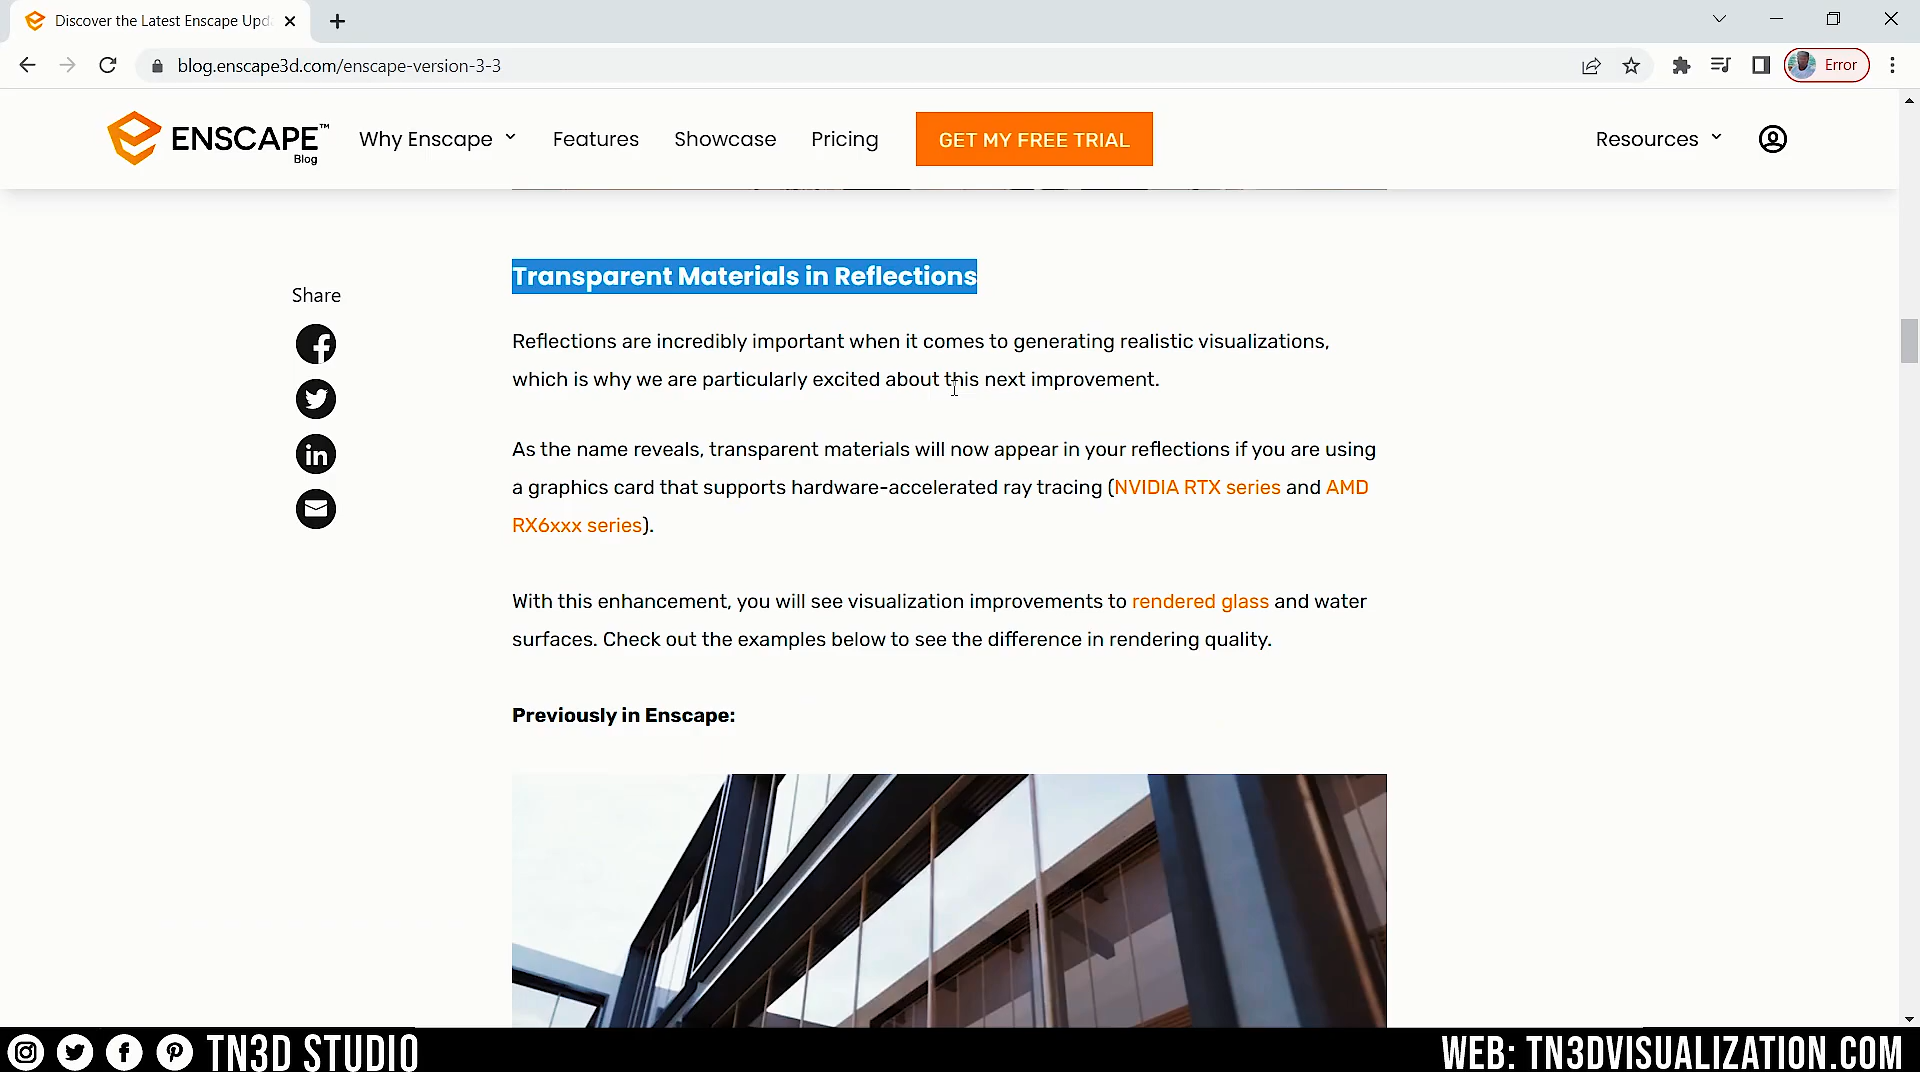 Discover the Latest Enscape Upd
blog.enscape3d.com/enscape-version-3-3
Error
ENSCAPE™
Blog
Why Enscape
Features
Showcase
Pricing
GET MY FREE TRIAL
Resources
Share
Transparent Materials in Reflections
Reflections are incredibly important when it comes to generating realistic visualizations,
which is why we are particularly excited about this next improvement.
As the name reveals, transparent materials will now appear in your reflections if you are using
a graphics card that supports hardware-accelerated ray tracing (NVIDIA RTX series and AMD
RX6xxx series).
With this enhancement, you will see visualization improvements to rendered glass and water
surfaces. Check out the examples below to see the difference in rendering quality.
Previously in Enscape:
TN3D STUDIO
WEB: TN3DVISUALIZATION.COM